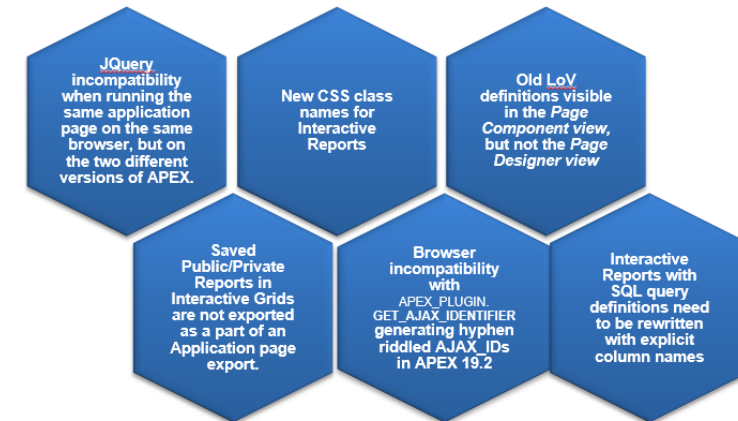 JQuery
incompatibility
when running the
same application
page on the same
browser, but on
the two different
versions of APEX.
New CSS class
names for
Interactive
Reports
Old LoV
definitions visible
in the Page
Component view,
but not the Page
Designer view
Saved
Public/Private
Reports in
Interactive Grids
are not exported
as a part of an
Application page
export.
Browser
incompatibility
with
APEX_PLUGIN.
GET_AJAX_IDENTIFIER
generating hyphen
riddled AJAX_IDs
in APEX 19.2
Interactive
Reports with
SQL query
definitions need
to be rewritten
with explicit
column names